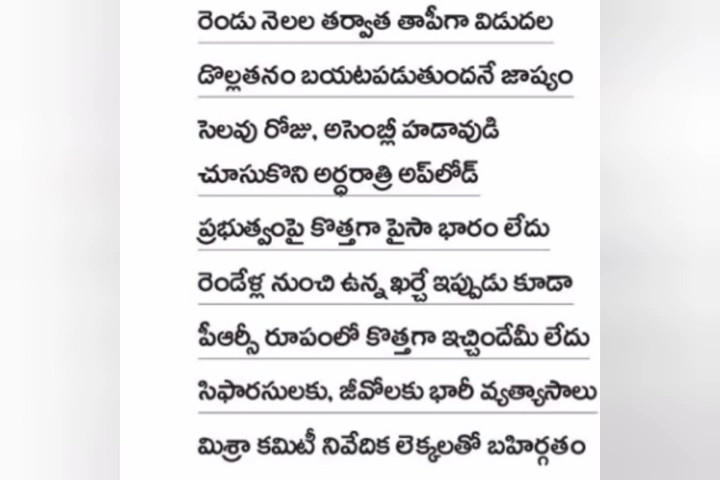 రెండు నెలల తర్వాత తాపీగా విడుదల
డొల్లతనం బయటపడుతుందనే జాప్యం
సెలవు రోజు, అసెంబ్లీ హడావుడి
చూసుకొని అర్ధరాత్రి అప్‌లోడ్
ప్రభుత్వంపై కొత్తగా పైసా భారం లేదు
రెండేళ్ల నుంచి ఉన్న ఖర్చే ఇప్పుడు కూడా
పీఆర్సీ రూపంలో కొత్తగా ఇచ్చిందేమీ లేదు
సిఫారసులకు, జీవోలకు భారీ వ్యత్యాసాలు
మిశ్రా కమిటీ నివేదిక లెక్కలతో బహిర్గతం